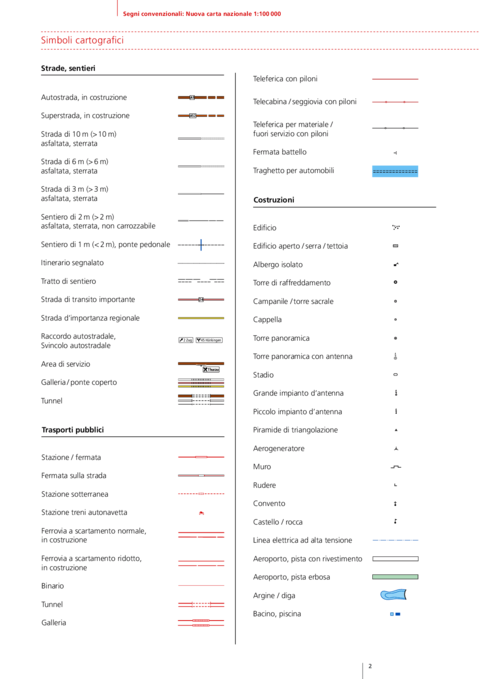 Segni convenzionali: Nuova carta nazionale 1:100 000
Simboli cartografici
Strade, sentieri
Autostrada, in costruzione
Superstrada, in costruzione
Strada di 10 m (> 10 m)
asfaltata, sterrata
Strada di 6 m (> 6 m)
asfaltata, sterrata
Strada di 3 m (> 3 m)
asfaltata, sterrata
Sentiero di 2 m (> 2 m)
asfaltata, sterrata, non carrozzabile
Sentiero di 1 m (< 2 m), ponte pedonale
Itinerario segnalato
Tratto di sentiero
Strada di transito importante
Strada d'importanza regionale
Raccordo autostradale,
Svincolo autostradale
Area di servizio
Galleria / ponte coperto
Tunnel
Trasporti pubblici
Stazione / fermata
Fermata sulla strada
Stazione sotterranea
Stazione treni autonavetta
Ferrovia a scartamento normale,
in costruzione
Ferrovia a scartamento ridotto,
in costruzione
Binario
Tunnel
Galleria
Teleferica con piloni
Telecabina / seggiovia con piloni
Teleferica per materiale /
fuori servizio con piloni
Fermata battello
Traghetto per automobili
Costruzioni
Edificio
Edificio aperto / serra / tettoia
Albergo isolato
Torre di raffreddamento
Campanile / torre sacrale
Cappella
Torre panoramica
Torre panoramica con antenna
Stadio
Grande impianto d'antenna
Piccolo impianto d'antenna
Piramide di triangolazione
Aerogeneratore
Muro
Rudere
Convento
Castello / rocca
Linea elettrica ad alta tensione
Aeroporto, pista con rivestimento
Aeroporto, pista erbosa
Argine / diga
Bacino, piscina
2